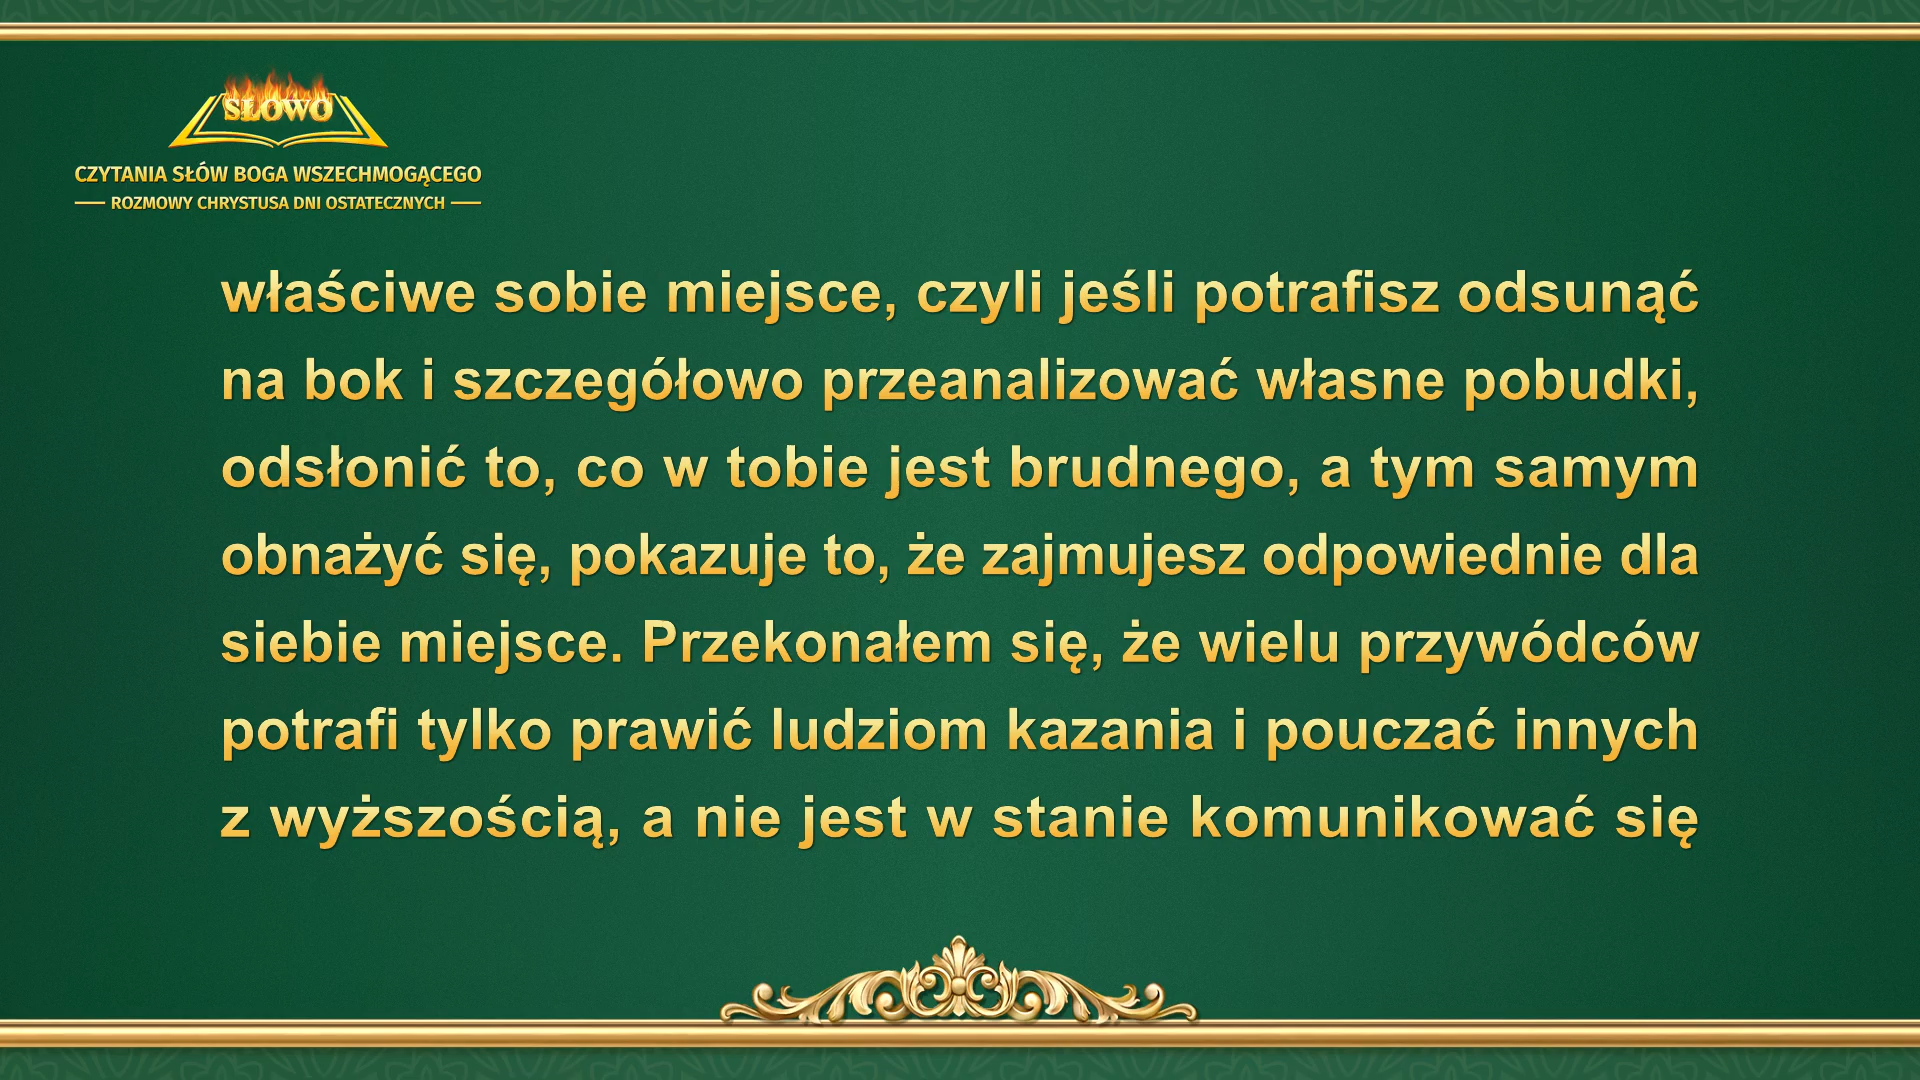 SŁOWO
CZYTANIA SŁÓW BOGA WSZECHMOGĄCEGO
ROZMOWY CHRYSTUSA DNI OSTATECZNYCH
właściwe sobie miejsce, czyli jeśli potrafisz odsunąć
na bok i szczegółowo przeanalizować własne pobudki,
odsłonić to, co w tobie jest brudnego, a tym samym
obnażyć się, pokazuje to, że zajmujesz odpowiednie dla
siebie miejsce. Przekonałem się, że wielu przywódców
potrafi tylko prawić ludziom kazania i pouczać innych
z wyższością, a nie jest w stanie komunikować się